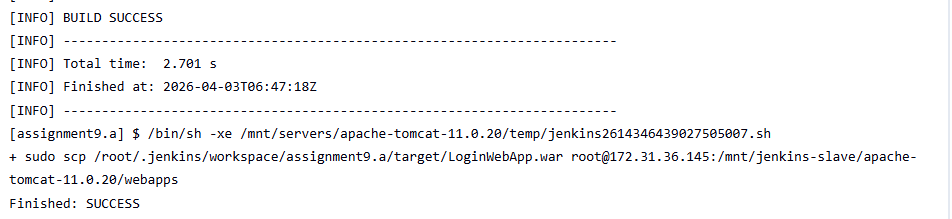 [INFO] BUILD SUCCESS
[INFO] ------------------------------------------------------------------------
[INFO] Total time:  2.701 s
[INFO] Finished at: 2026-04-03T06:47:18Z
[INFO] ------------------------------------------------------------------------
[assignment9.a] $ /bin/sh -xe /mnt/servers/apache-tomcat-11.0.20/temp/jenkins2614346439027505007.sh
+ sudo scp /root/.jenkins/workspace/assignment9.a/target/LoginWebApp.war root@172.31.36.145:/mnt/jenkins-slave/apache-
tomcat-11.0.20/webapps
Finished: SUCCESS